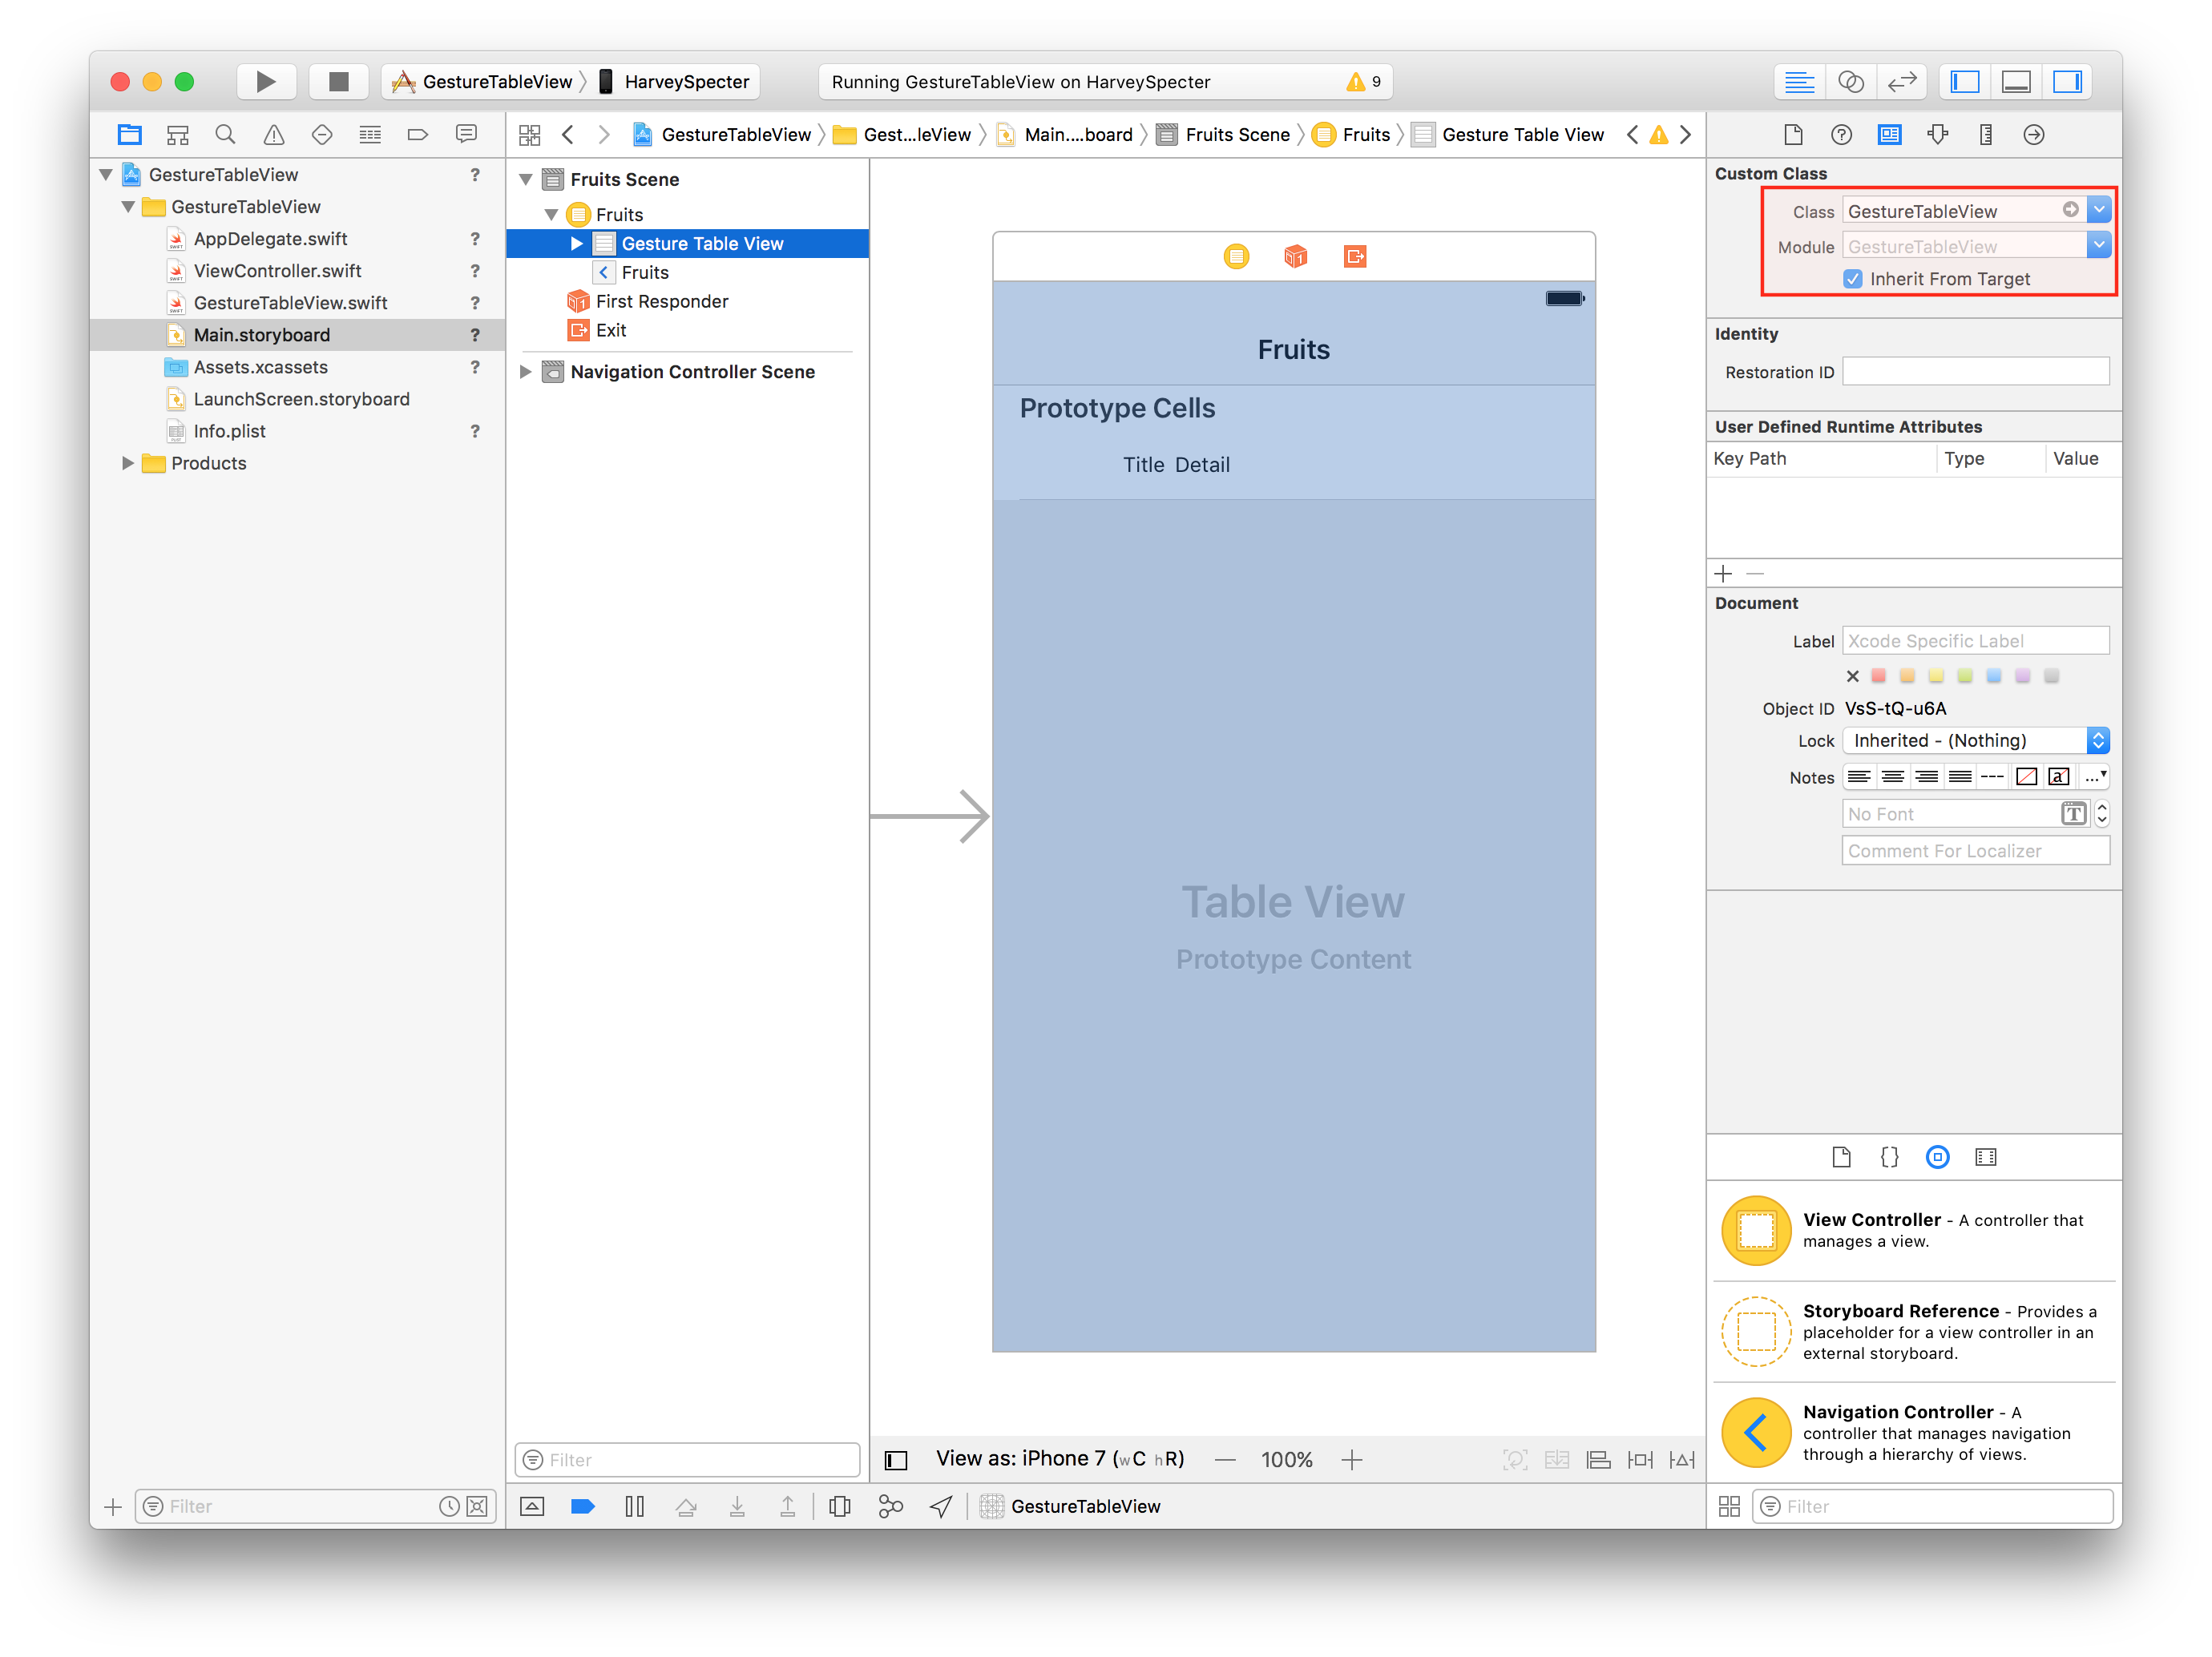 GestureTableView HarveySpecter
Running GestureTableView on HarveySpecter 9
GestureTableView Gest...leView Main....board Fruits Scene Fruits Gesture Table View
GestureTableView ?
GestureTableView
AppDelegate.swift ?
ViewController.swift ?
GestureTableView.swift ?
Main.storyboard ?
Assets.xcassets ?
LaunchScreen.storyboard
Info.plist ?
Products
Filter
Fruits Scene
Fruits
Gesture Table View
Fruits
First Responder
Exit
Navigation Controller Scene
Filter
Fruits
Prototype Cells
Title Detail
Table View
Prototype Content
View as: iPhone 7 (wC hR) — 100% +
GestureTableView
Custom Class
Class GestureTableView
Module GestureTableView
Inherit From Target
Identity
Restoration ID
User Defined Runtime Attributes
Key Path Type Value
Document
Label Xcode Specific Label
Object ID VsS-tQ-u6A
Lock Inherited - (Nothing)
Notes
No Font
Comment For Localizer
View Controller - A controller that
manages a view.
Storyboard Reference - Provides a
placeholder for a view controller in an
external storyboard.
Navigation Controller - A
controller that manages navigation
through a hierarchy of views.
Filter